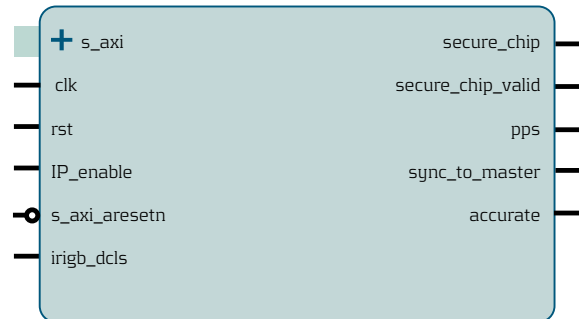 s_axi
clk
rst
IP_enable
s_axi_aresetn
irigb_dcls
secure_chip
secure_chip_valid
pps
sync_to_master
accurate